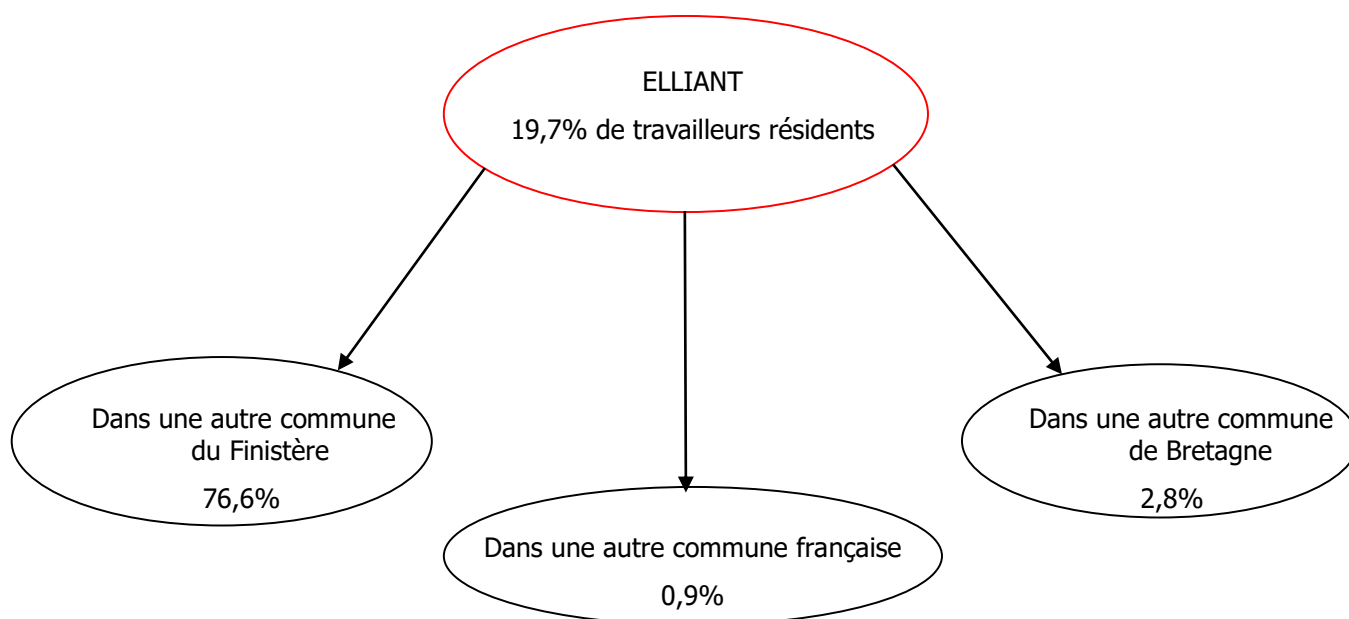 ELLIANT
19,7% de travailleurs résidents
Dans une autre commune
du Finistère
76,6%
Dans une autre commune française
0,9%
Dans une autre commune
de Bretagne
2,8%